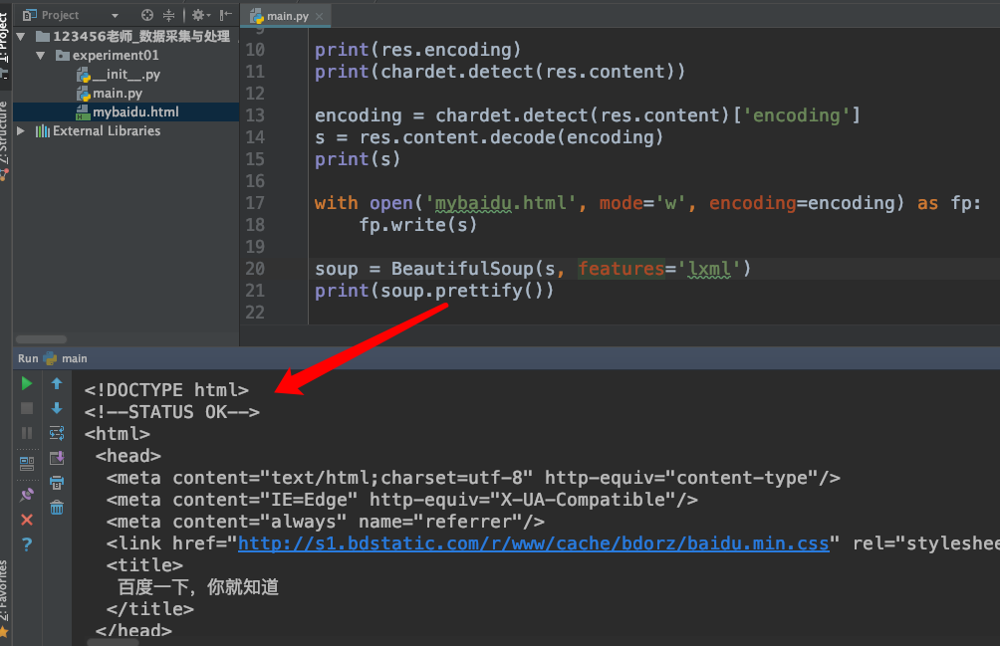 Project
main.py
1: Project
7: Structure
2: Favorites
123456老师_数据采集与处理
experiment01
__init__.py
main.py
mybaidu.html
External Libraries
9
10 print(res.encoding)
11 print(chardet.detect(res.content))
12
13 encoding = chardet.detect(res.content)['encoding']
14 s = res.content.decode(encoding)
15 print(s)
16
17 with open('mybaidu.html', mode='w', encoding=encoding) as fp:
18 fp.write(s)
19
20 soup = BeautifulSoup(s, features='lxml')
21 print(soup.prettify())
22
Run main
<!DOCTYPE html>
<!--STATUS OK-->
<html>
<head>
<meta content="text/html;charset=utf-8" http-equiv="content-type"/>
<meta content="IE=Edge" http-equiv="X-UA-Compatible"/>
<meta content="always" name="referrer"/>
<link href="http://s1.bdstatic.com/r/www/cache/bdorz/baidu.min.css" rel="styleshee
<title>
百度一下，你就知道
</title>
</head>